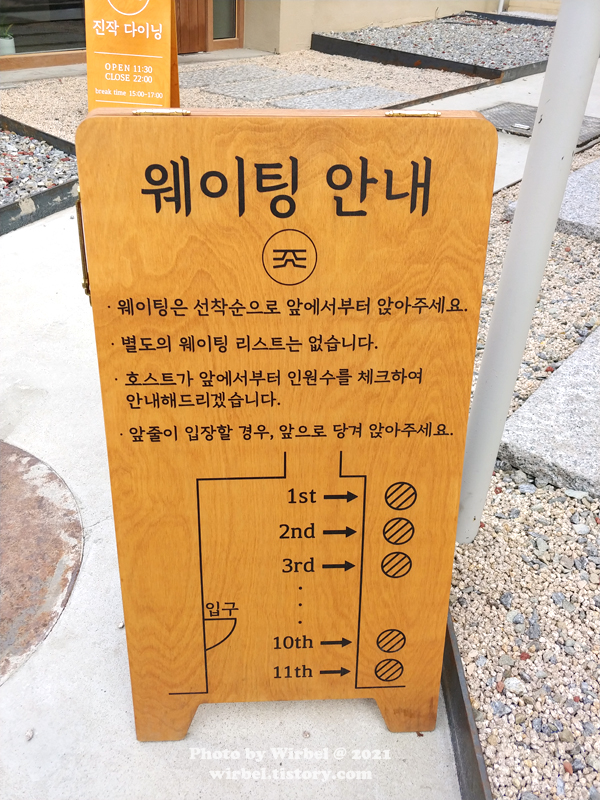 진작 다이닝
OPEN 11:30
CLOSE 22:00
break time 15:00-17:00
웨이팅 안내
· 웨이팅은 선착순으로 앞에서부터 앉아주세요.
· 별도의 웨이팅 리스트는 없습니다.
· 호스트가 앞에서부터 인원수를 체크하여
안내해드리겠습니다.
· 앞줄이 입장할 경우, 앞으로 당겨 앉아주세요.
1st
2nd
3rd
입구
10th
11th
Photo by Wirbel @ 2021
wirbel.tistory.com